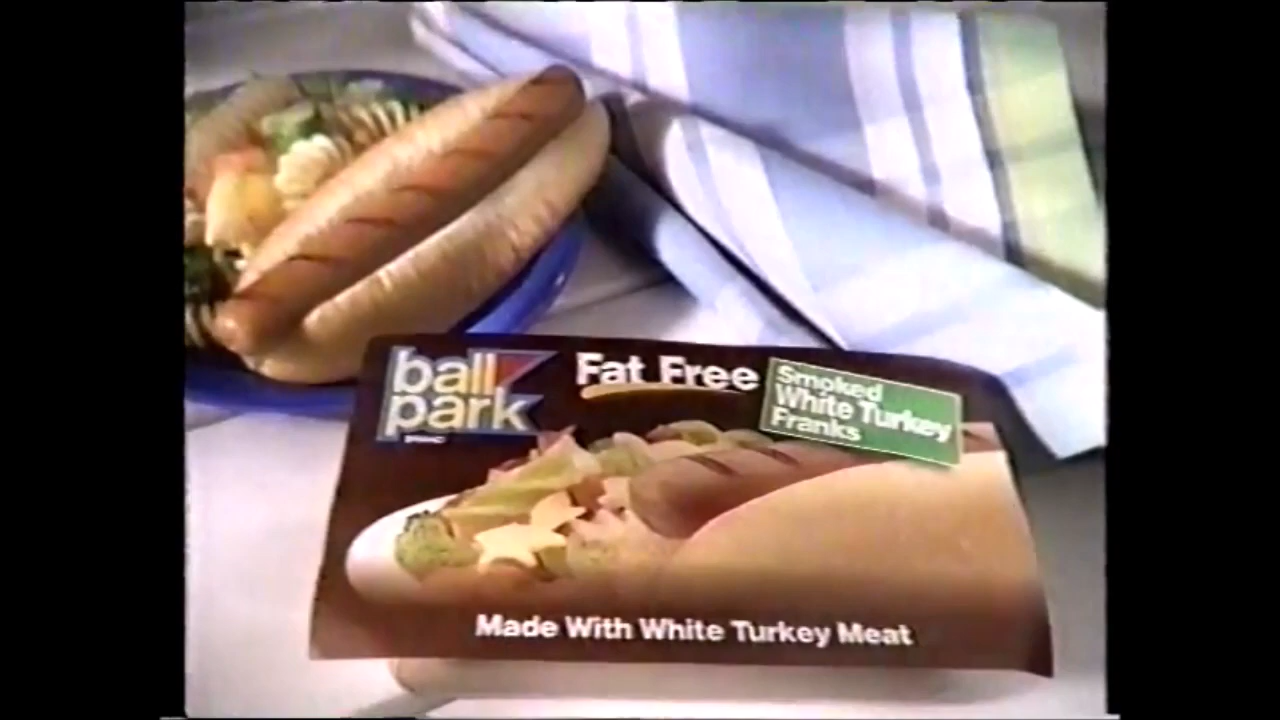 ball
park
Fat Free
Smoked
White Turkey
Franks
Made With White Turkey Meat